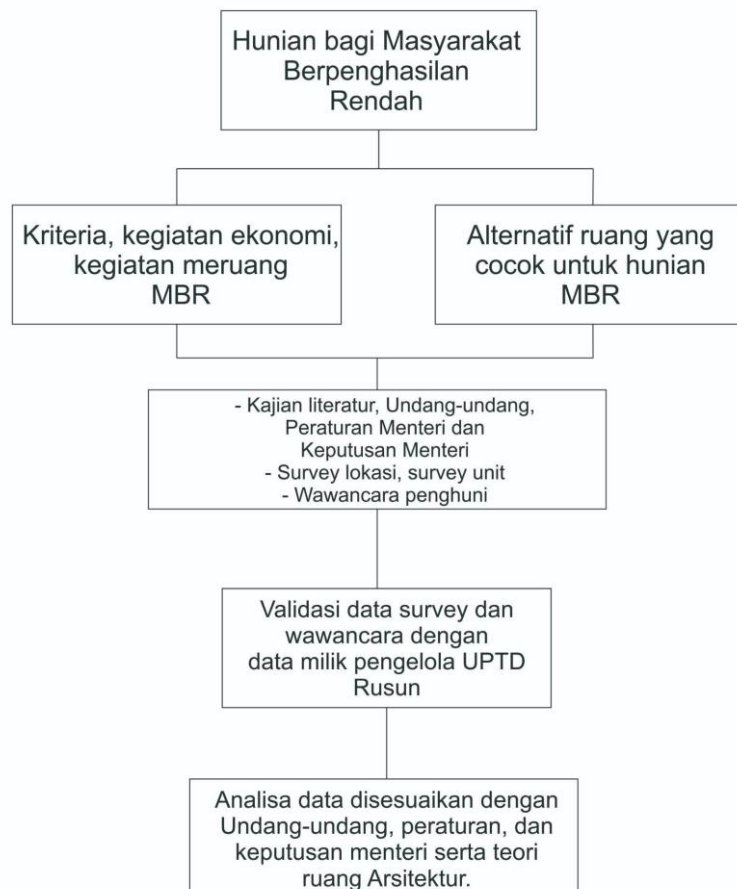 Hunian bagi Masyarakat
Berpenghasilan
Rendah
Kriteria, kegiatan ekonomi,
kegiatan meruang
MBR
Alternatif ruang yang
cocok untuk hunian
MBR
- Kajian literatur, Undang-undang,
Peraturan Menteri dan
Keputusan Menteri
- Survey lokasi, survey unit
- Wawancara penghuni
Validasi data survey dan
wawancara dengan
data milik pengelola UPTD
Rusun
Analisa data disesuaikan dengan
Undang-undang, peraturan, dan
keputusan menteri serta teori
ruang Arsitektur.